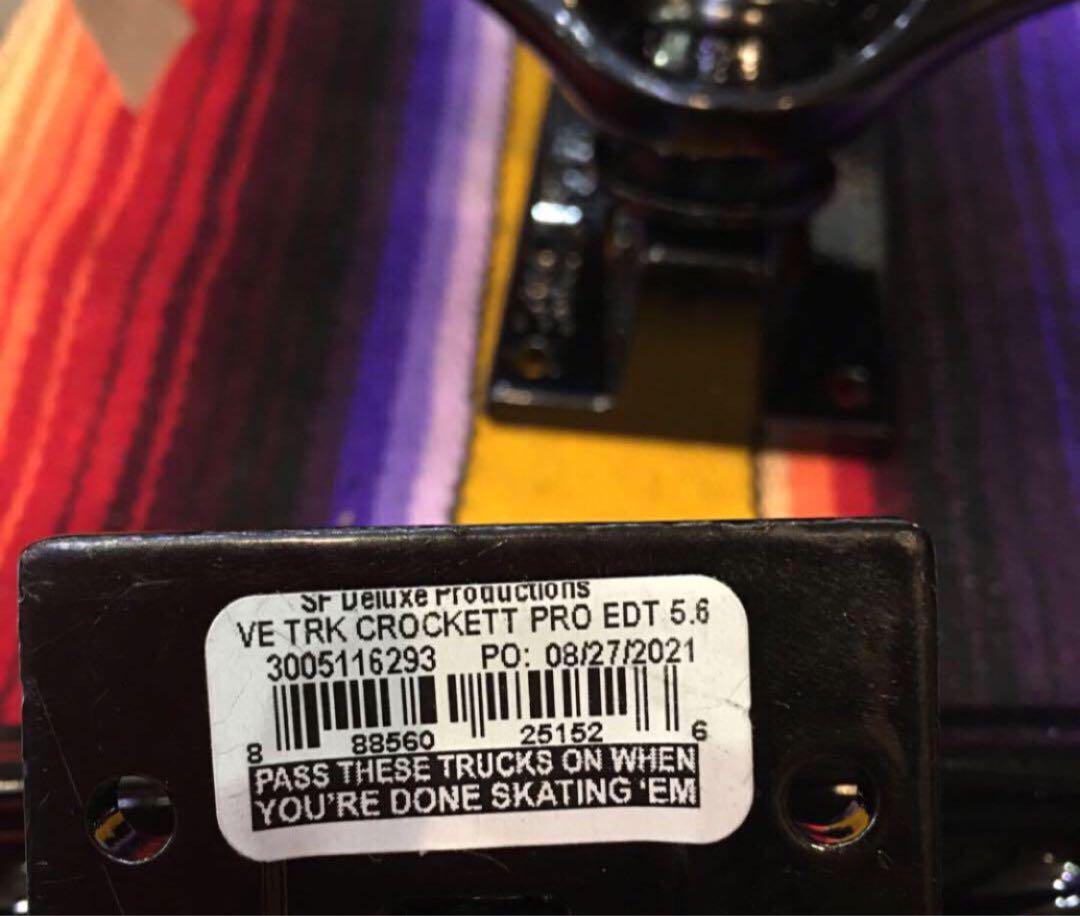 SF Deluxe Productions
VE TRK CROCKETT PRO EDT 5.6
3005116293 PO: 08/27/2021
8 88560 25152 6
PASS THESE TRUCKS ON WHEN
YOU'RE DONE SKATING 'EM